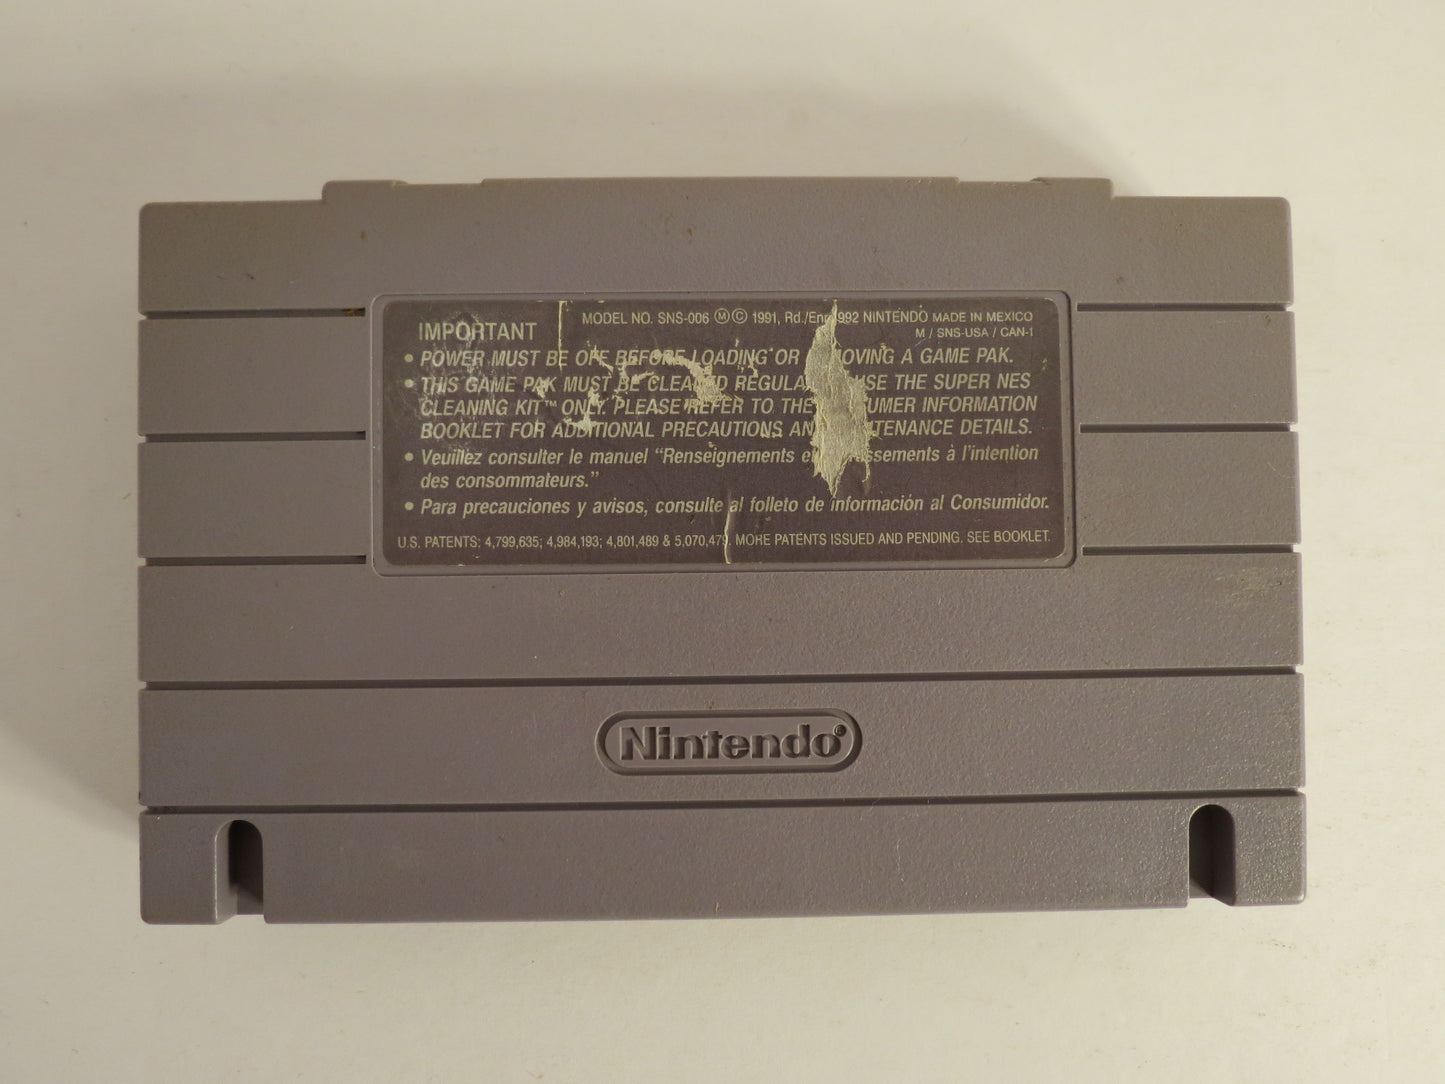 IMPORTANT
MODEL NO. SNS-006 Ⓜ © 1991, Rd./En 992 NINTENDO MADE IN MEXICO
M / SNS-USA / CAN-1
• POWER MUST BE OFF BEFORE LOADING OR MOVING A GAME PAK.
• THIS GAME PAK MUST BE CLEANED REGULA SE THE SUPER NES
CLEANING KIT™ ONLY. PLEASE REFER TO THE UMER INFORMATION
BOOKLET FOR ADDITIONAL PRECAUTIONS AN TENANCE DETAILS.
• Veuillez consulter le manuel “Renseignements e ssements à l'intention
des consommateurs.”
• Para precauciones y avisos, consulte al folleto de información al Consumidor.
U.S. PATENTS: 4,799,635; 4,984,193; 4,801,489 & 5,070,479. MORE PATENTS ISSUED AND PENDING. SEE BOOKLET.
Nintendo®